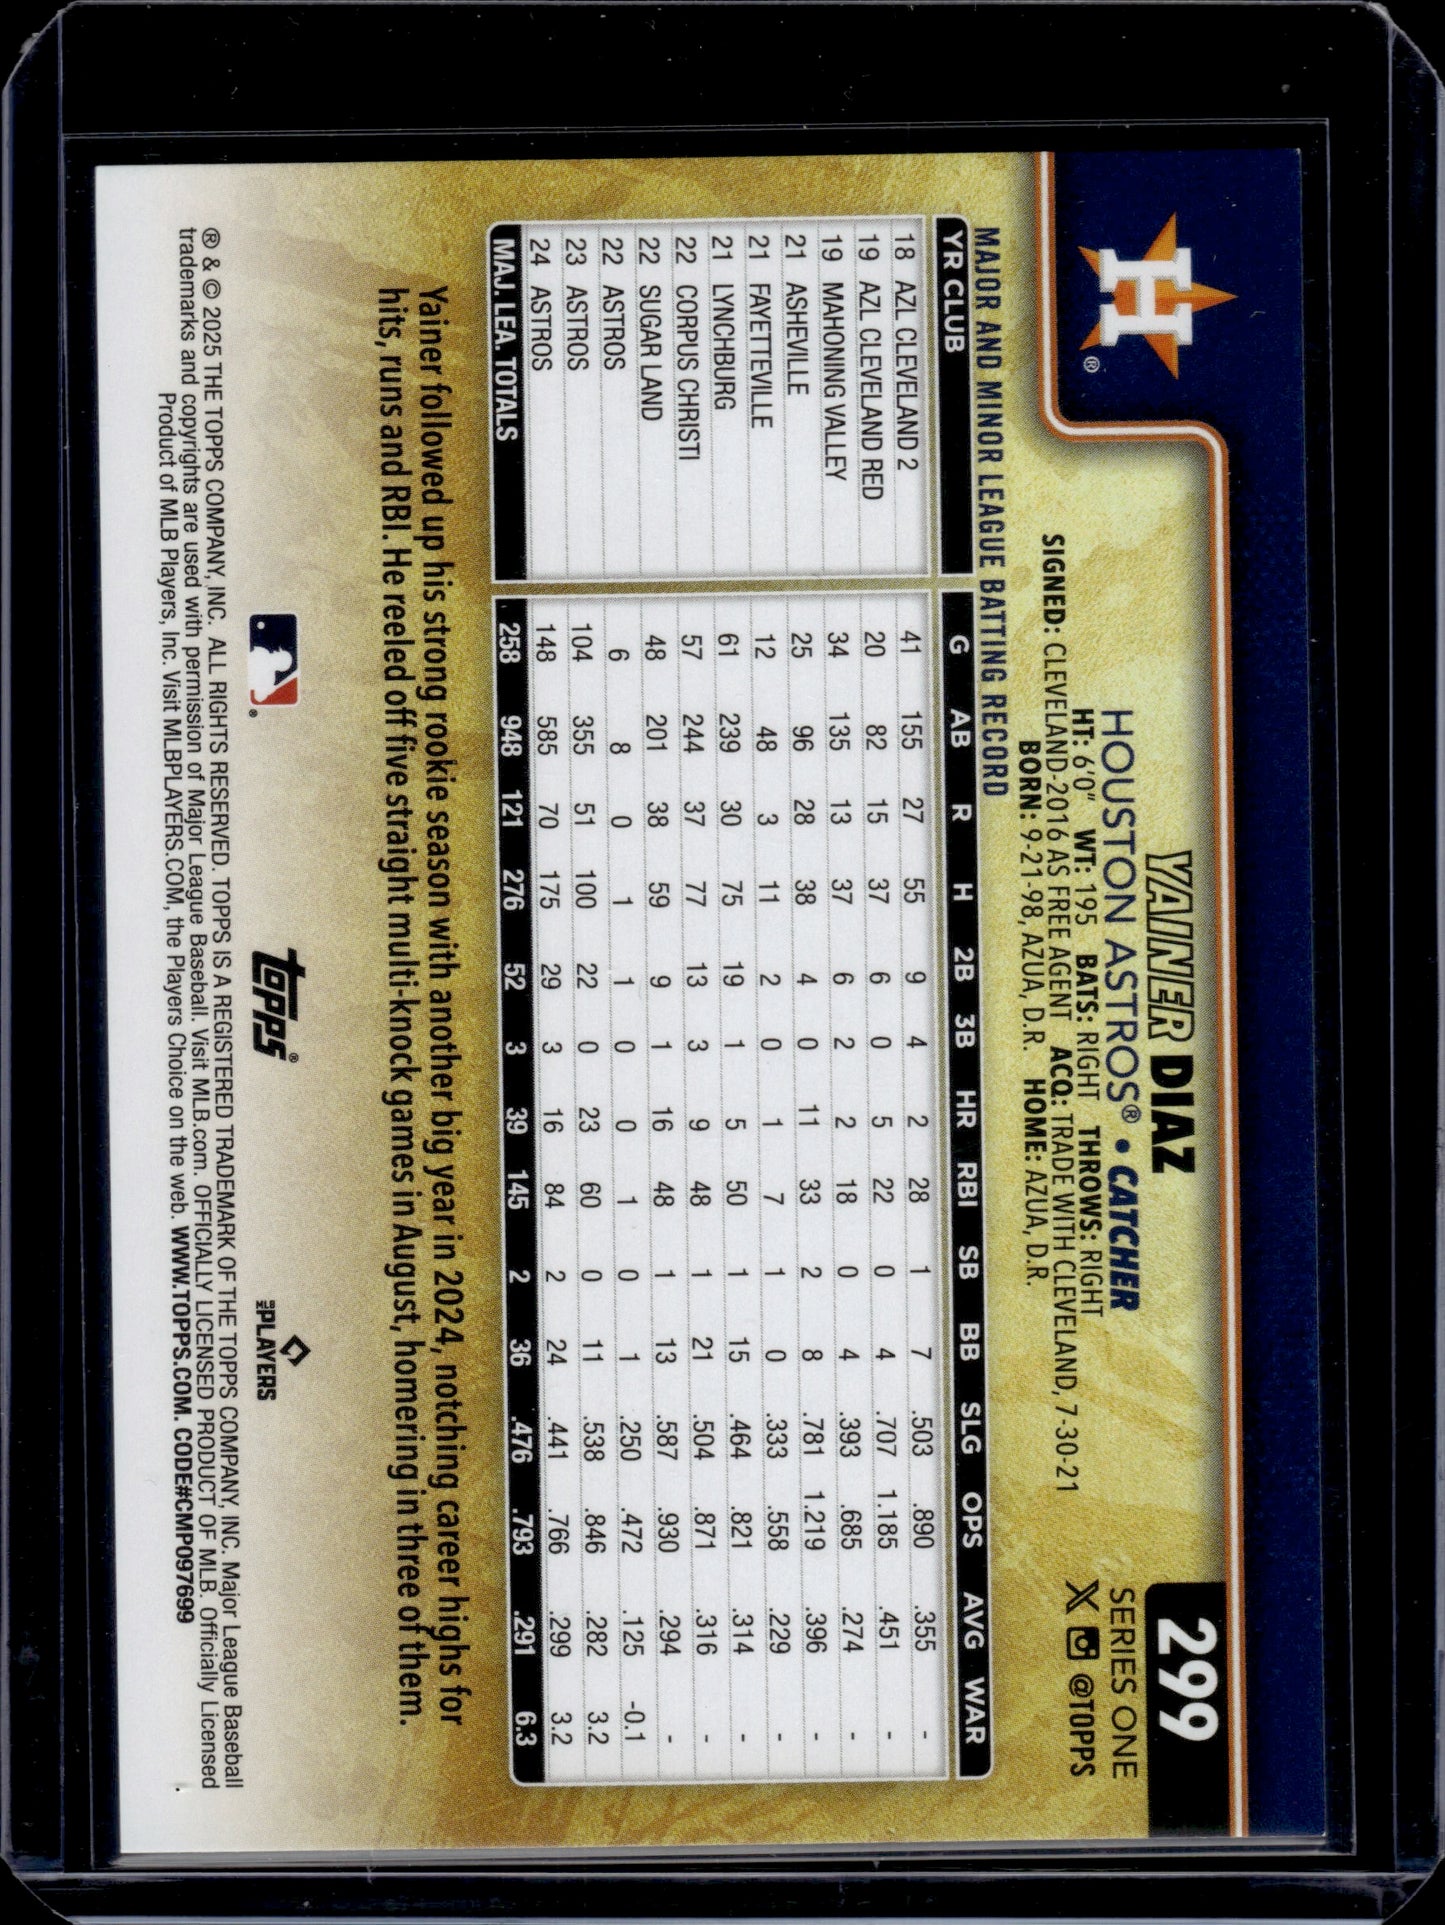 299
YAINER DIAZ
HOUSTON ASTROS® • CATCHER
SERIES ONE
HT: 6'0" WT: 195 BATS: RIGHT THROWS: RIGHT
@TOPPS
SIGNED: CLEVELAND-2016 AS FREE AGENT ACQ: TRADE WITH CLEVELAND, 7-30-21
BORN: 9-21-98, AZUA, D.R. HOME: AZUA, D.R.
H®
MAJOR AND MINOR LEAGUE BATTING RECORD
YR CLUB G AB R H 2B 3B HR RBI SB BB SLG OPS AVG WAR
18 AZL CLEVELAND 2 41 155 27 55 9 4 2 28 1 7 .503 .890 .355 -
19 AZL CLEVELAND RED 20 82 15 37 6 0 5 22 0 4 .707 1.185 .451 -
19 MAHONING VALLEY 34 135 13 37 6 2 2 18 0 4 .393 .685 .274 -
21 ASHEVILLE 25 96 28 38 4 0 11 33 2 8 .781 1.219 .396 -
21 FAYETTEVILLE 12 48 3 11 2 0 1 7 1 0 .333 .558 .229 -
21 LYNCHBURG 61 239 30 75 19 1 5 50 1 15 .464 .821 .314 -
22 CORPUS CHRISTI 57 244 37 77 13 3 9 48 1 21 .504 .871 .316 -
22 SUGAR LAND 48 201 38 59 9 1 16 48 1 13 .587 .930 .294 -
22 ASTROS 6 8 0 1 1 0 0 1 0 1 .250 .472 .125 -0.1
23 ASTROS 104 355 51 100 22 0 23 60 0 11 .538 .846 .282 3.2
24 ASTROS 148 585 70 175 29 3 16 84 2 24 .441 .766 .299 3.2
MAJ. LEA. TOTALS 258 948 121 276 52 3 39 145 2 36 .476 .793 .291 6.3
Yainer followed up his strong rookie season with another big year in 2024, notching career highs for
hits, runs and RBI. He reeled off five straight multi-knock games in August, homering in three of them.
topps®
MLB PLAYERS
® & © 2025 THE TOPPS COMPANY, INC. ALL RIGHTS RESERVED. TOPPS IS A REGISTERED TRADEMARK OF THE TOPPS COMPANY, INC. Major League Baseball
trademarks and copyrights are used with permission of Major League Baseball. Visit MLB.com. OFFICIALLY LICENSED PRODUCT OF MLB. Officially Licensed
Product of MLB Players, Inc. Visit MLBPLAYERS.COM, the Players Choice on the web. WWW.TOPPS.COM. CODE#CMP097699